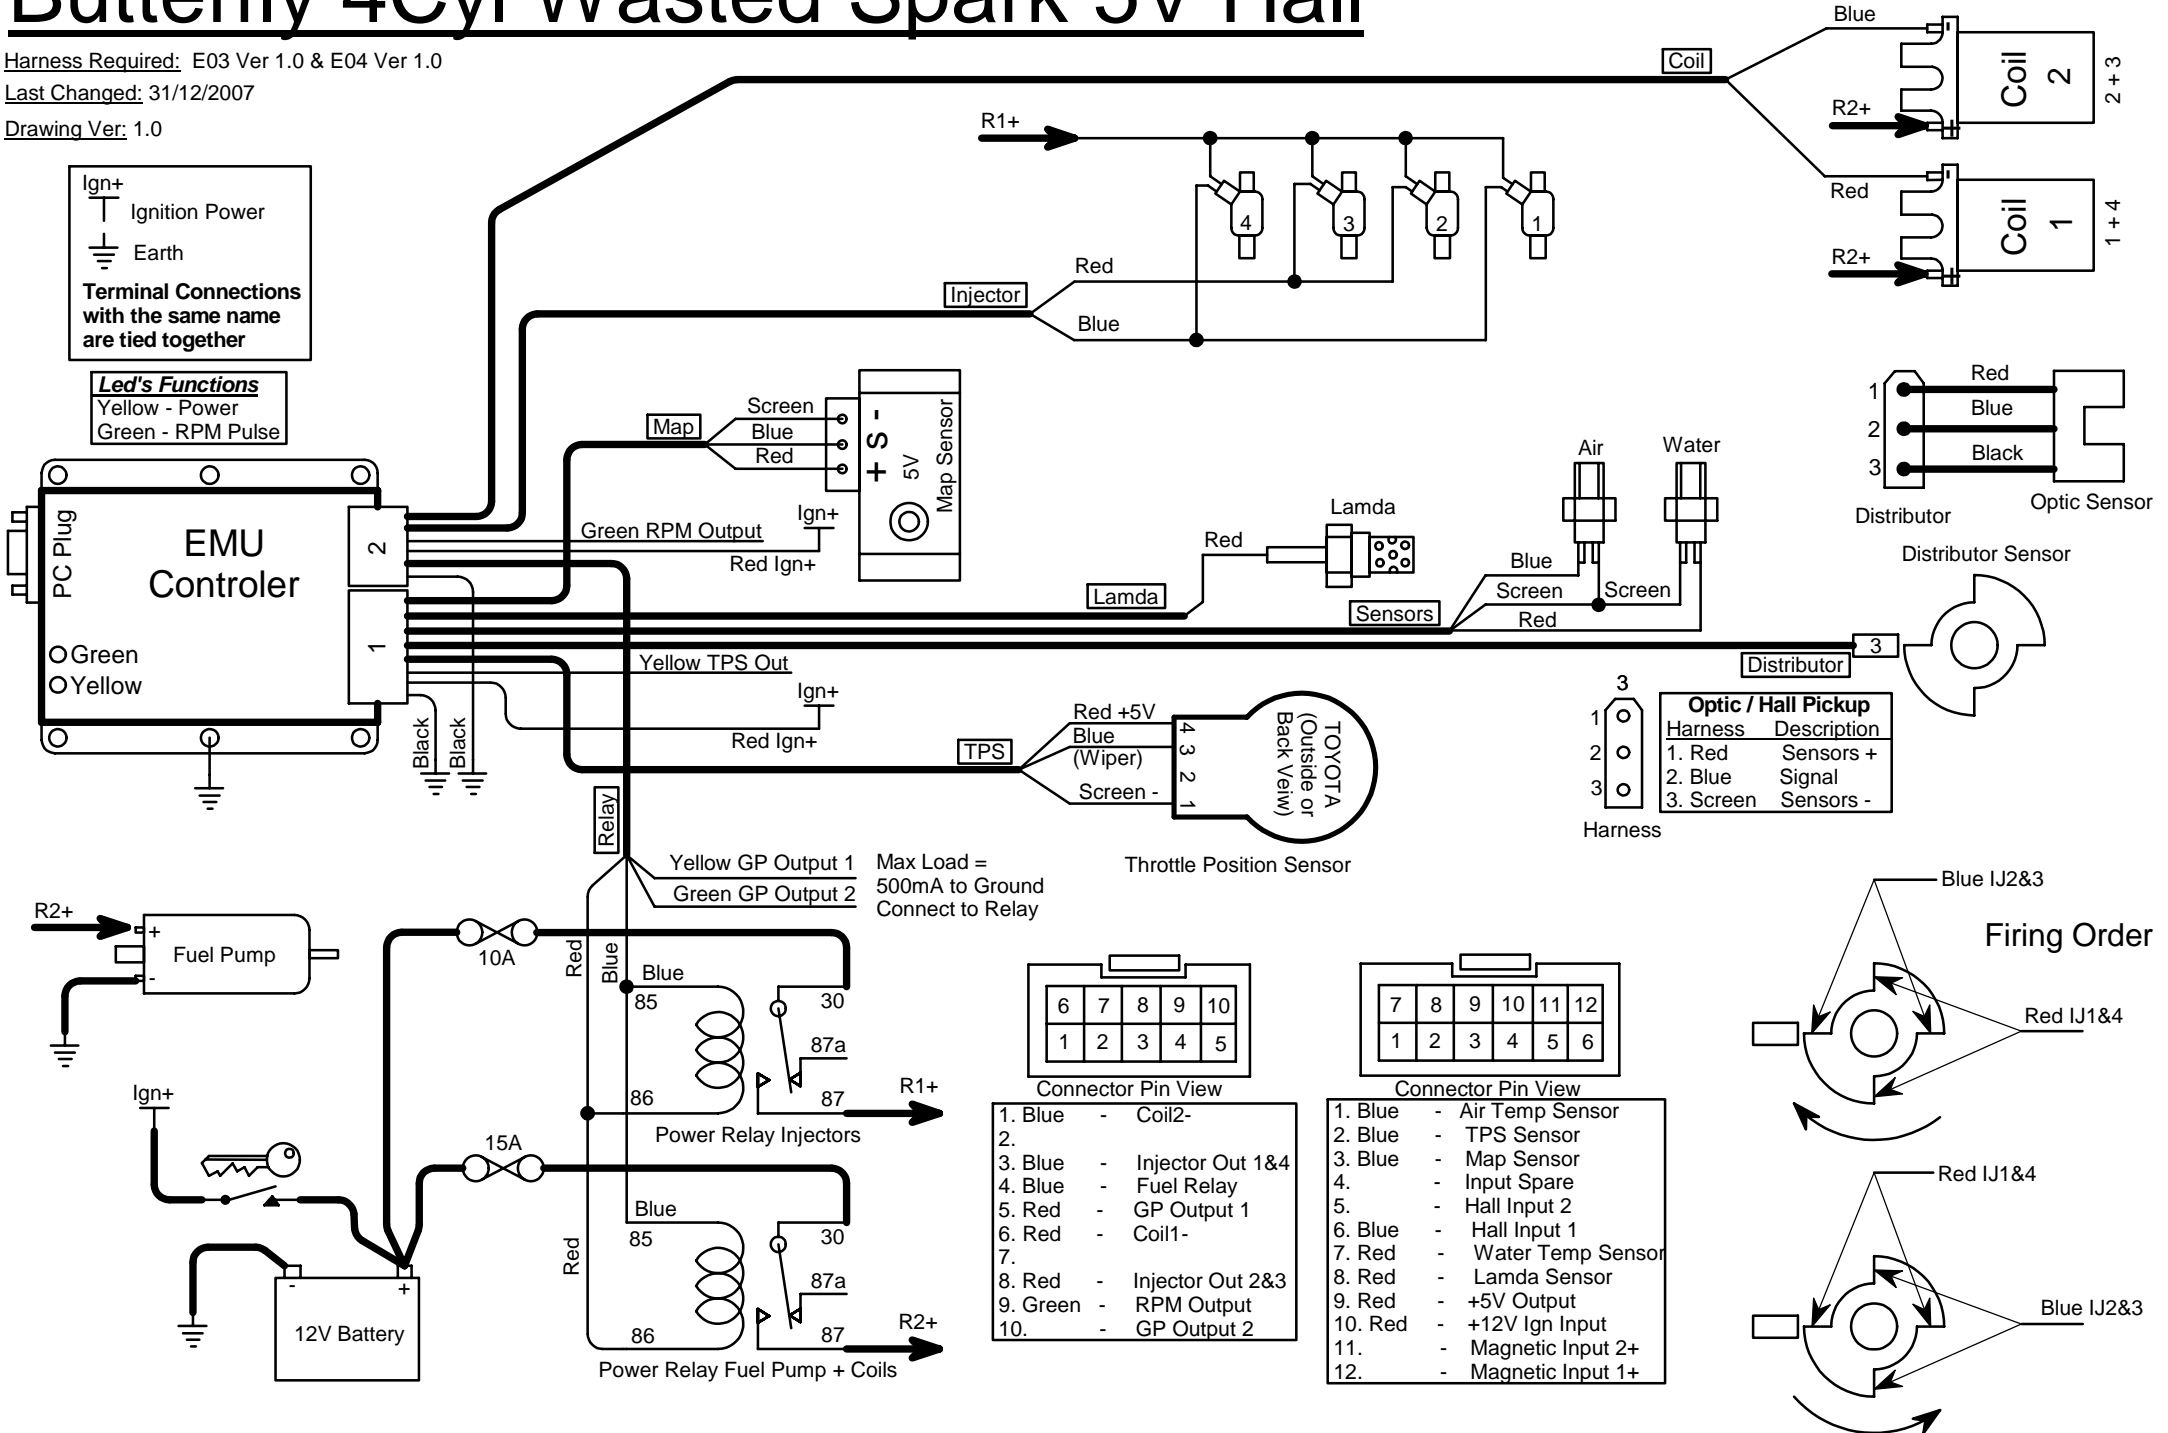 Butterfly 4Cyl Wasted Spark 5V Hall
Harness Required: E03 Ver 1.0 & E04 Ver 1.0
Last Changed: 31/12/2007
Drawing Ver: 1.0
Ign+
Ignition Power
Earth
Terminal Connections
with the same name
are tied together
Led's Functions
Yellow - Power
Green - RPM Pulse
PC Plug
EMU
Controler
Green
Yellow
2
1
Black
Black
Coil
Blue
Red
R2+
Coil
2
2 + 3
R2+
Coil
1
1 + 4
R1+
4
3
2
1
Injector
Red
Blue
Map
Screen
Blue
Red
+ S -
5V
Map Sensor
Green RPM Output
Ign+
Red Ign+
Lamda
Red
Lamda
Sensors
Air
Water
Blue
Screen
Screen
Red
1
2
3
Red
Blue
Black
Distributor
Optic Sensor
Distributor Sensor
Distributor
3
Yellow TPS Out
Ign+
Red Ign+
TPS
Red +5V
Blue
(Wiper)
Screen -
4
3
2
1
TOYOTA
(Outside or
Back Veiw)
Throttle Position Sensor
3
1
2
3
Harness
Optic / Hall Pickup
Harness Description
1. Red Sensors +
2. Blue Signal
3. Screen Sensors -
Relay
Yellow GP Output 1
Green GP Output 2
Max Load =
500mA to Ground
Connect to Relay
R2+
+
-
Fuel Pump
10A
Red
Blue
Blue
85
30
87a
86
87
R1+
Power Relay Injectors
Ign+
15A
-
+
12V Battery
Red
Blue
85
30
87a
86
87
R2+
Power Relay Fuel Pump + Coils
6 7 8 9 10
1 2 3 4 5
Connector Pin View
1. Blue - Coil2-
2.
3. Blue - Injector Out 1&4
4. Blue - Fuel Relay
5. Red - GP Output 1
6. Red - Coil1-
7.
8. Red - Injector Out 2&3
9. Green - RPM Output
10. - GP Output 2
7 8 9 10 11 12
1 2 3 4 5 6
Connector Pin View
1. Blue - Air Temp Sensor
2. Blue - TPS Sensor
3. Blue - Map Sensor
4. - Input Spare
5. - Hall Input 2
6. Blue - Hall Input 1
7. Red - Water Temp Sensor
8. Red - Lamda Sensor
9. Red - +5V Output
10. Red - +12V Ign Input
11. - Magnetic Input 2+
12. - Magnetic Input 1+
Blue IJ2&3
Firing Order
Red IJ1&4
Red IJ1&4
Blue IJ2&3